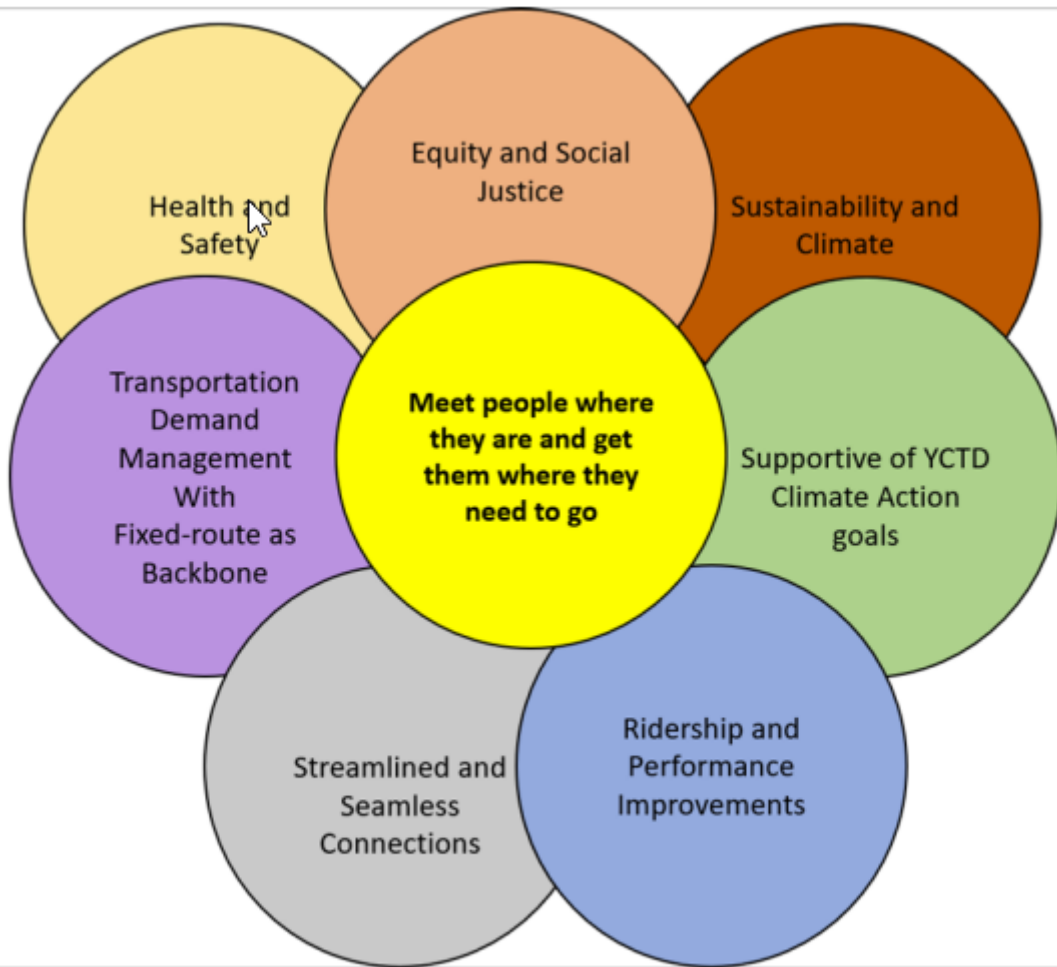 Equity and Social
Justice
Health and
Safety
Sustainability and
Climate
Transportation
Demand
Management
With
Fixed-route as
Backbone
Meet people where
they are and get
them where they
need to go
Supportive of YCTD
Climate Action
goals
Streamlined and
Seamless
Connections
Ridership and
Performance
Improvements